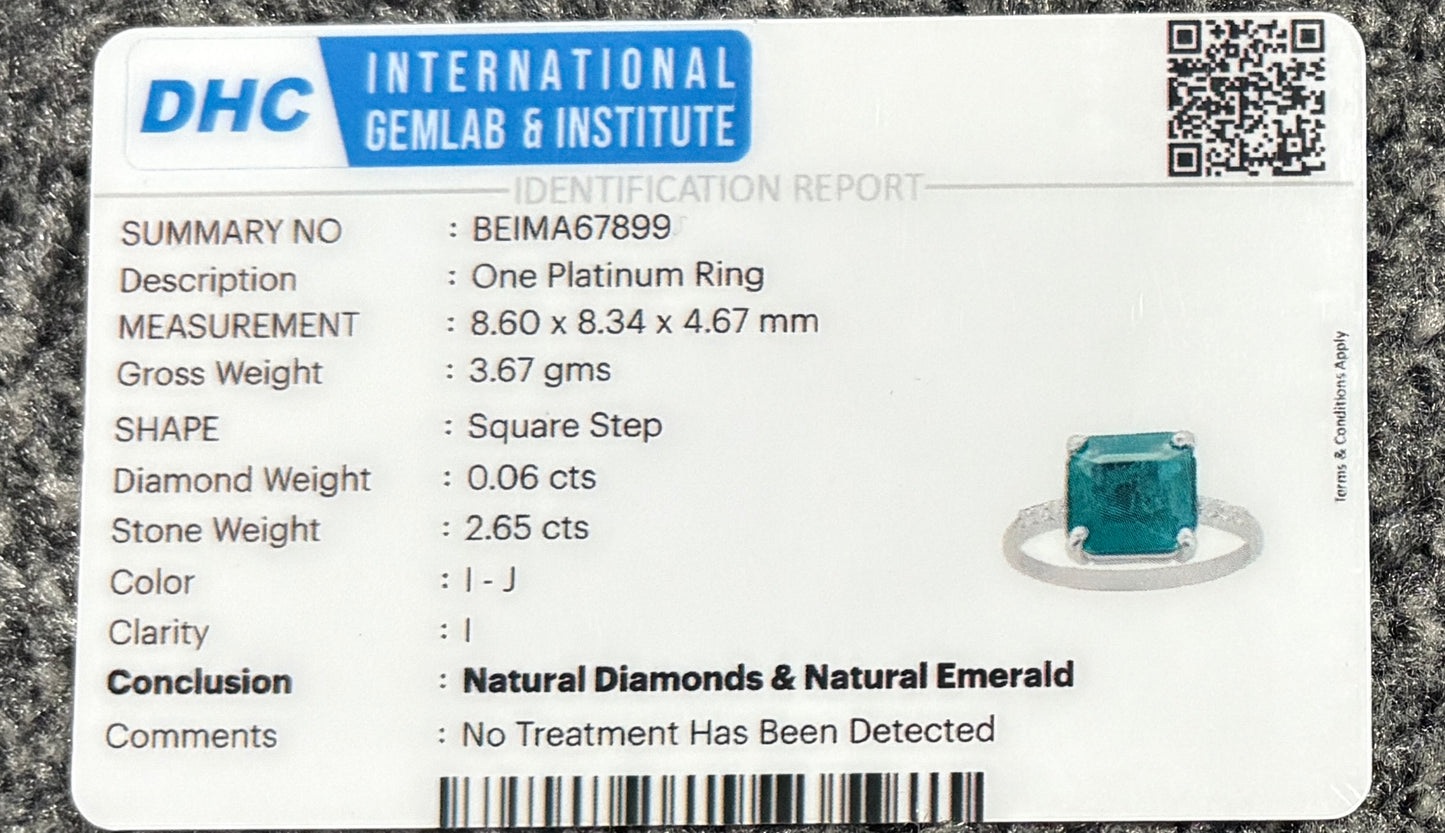 DHC
INTERNATIONAL
GEMLAB & INSTITUTE
IDENTIFICATION REPORT
SUMMARY NO : BEIMA67899
Description : One Platinum Ring
MEASUREMENT : 8.60 x 8.34 x 4.67 mm
Gross Weight : 3.67 gms
SHAPE : Square Step
Diamond Weight : 0.06 cts
Stone Weight : 2.65 cts
Color : I - J
Clarity : I
Conclusion : Natural Diamonds & Natural Emerald
Comments : No Treatment Has Been Detected
Terms & Conditions Apply